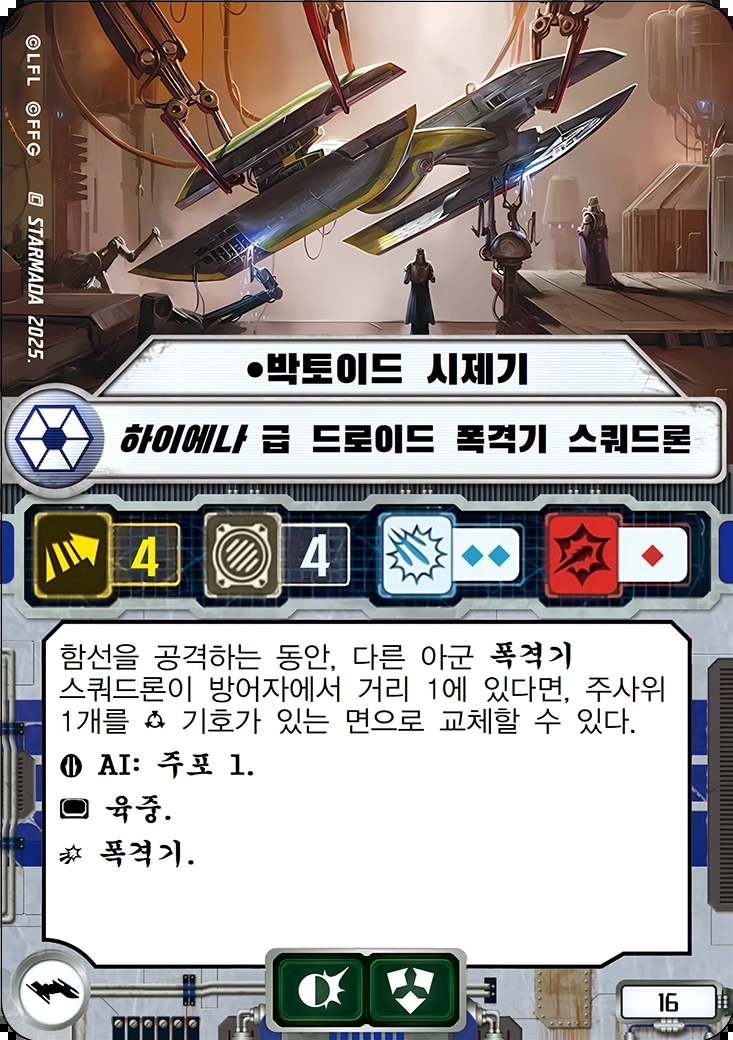 ©LFL ©FFG
STARMADA 2025.
•박토이드 시제기
하이에나 급 드로이드 폭격기 스쿼드론
4
4
함선을 공격하는 동안, 다른 아군 폭격기
스쿼드론이 방어자에서 거리 1에 있다면, 주사위
1개를 기호가 있는 면으로 교체할 수 있다.
AI: 주포 1.
육중.
폭격기.
16